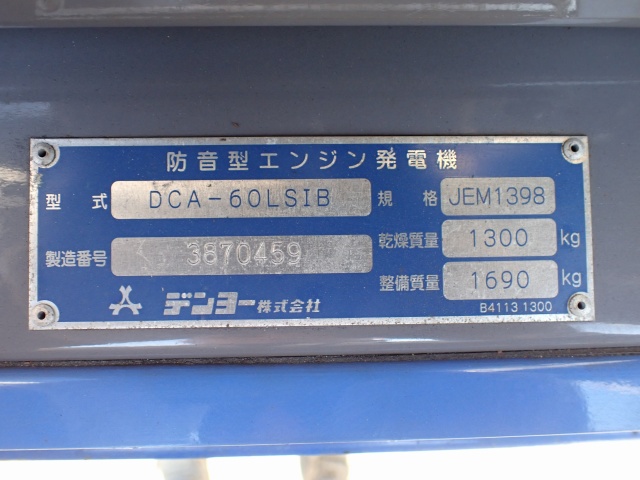 防音型エンジン発電機
型式 DCA-60LSIB 規格 JEM1398
製造番号 3870459 乾燥質量 1300 kg
整備質量 1690 kg
デンヨー株式会社 B4113 1300